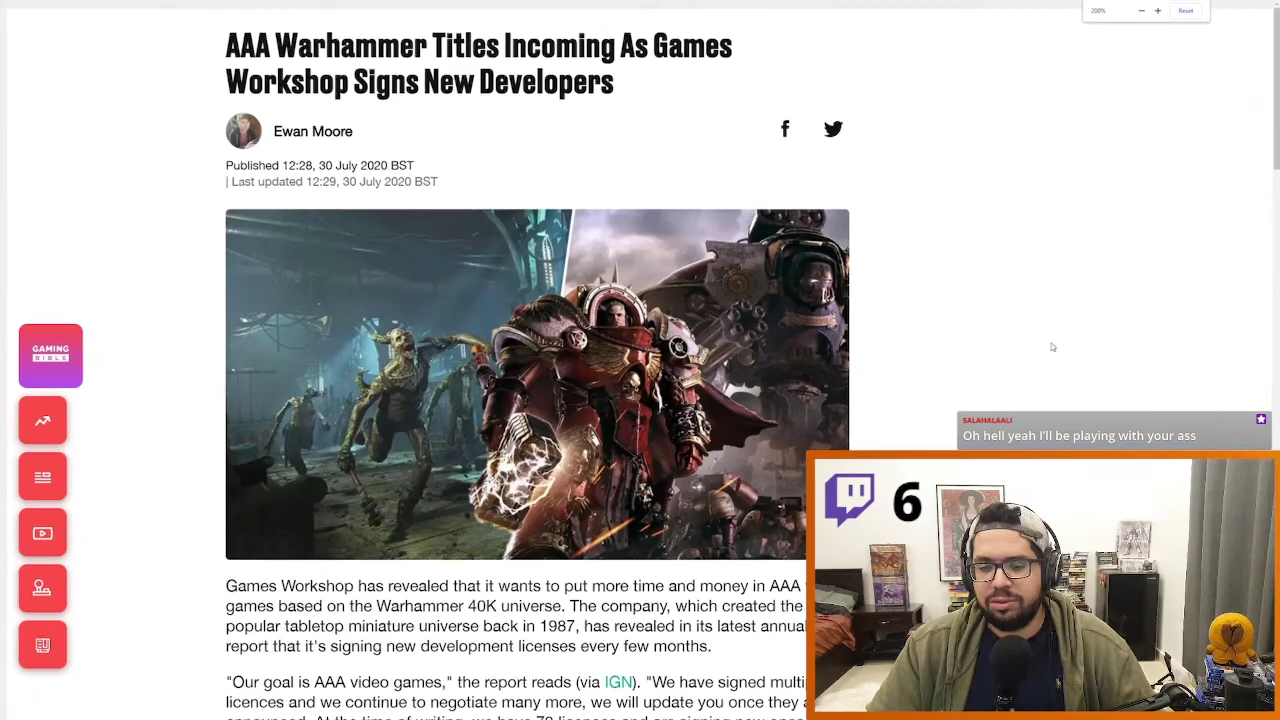 200%
Reset
AAA Warhammer Titles Incoming As Games
Workshop Signs New Developers
Ewan Moore
Published 12:28, 30 July 2020 BST
| Last updated 12:29, 30 July 2020 BST
GAMING
BIBLE
SALAHALAALI
Oh hell yeah I'll be playing with your ass
6
Games Workshop has revealed that it wants to put more time and money in AAA
games based on the Warhammer 40K universe. The company, which created the
popular tabletop miniature universe back in 1987, has revealed in its latest annual
report that it's signing new development licenses every few months.
"Our goal is AAA video games," the report reads (via IGN). "We have signed
licences and we continue to negotiate many more, we will update you once they